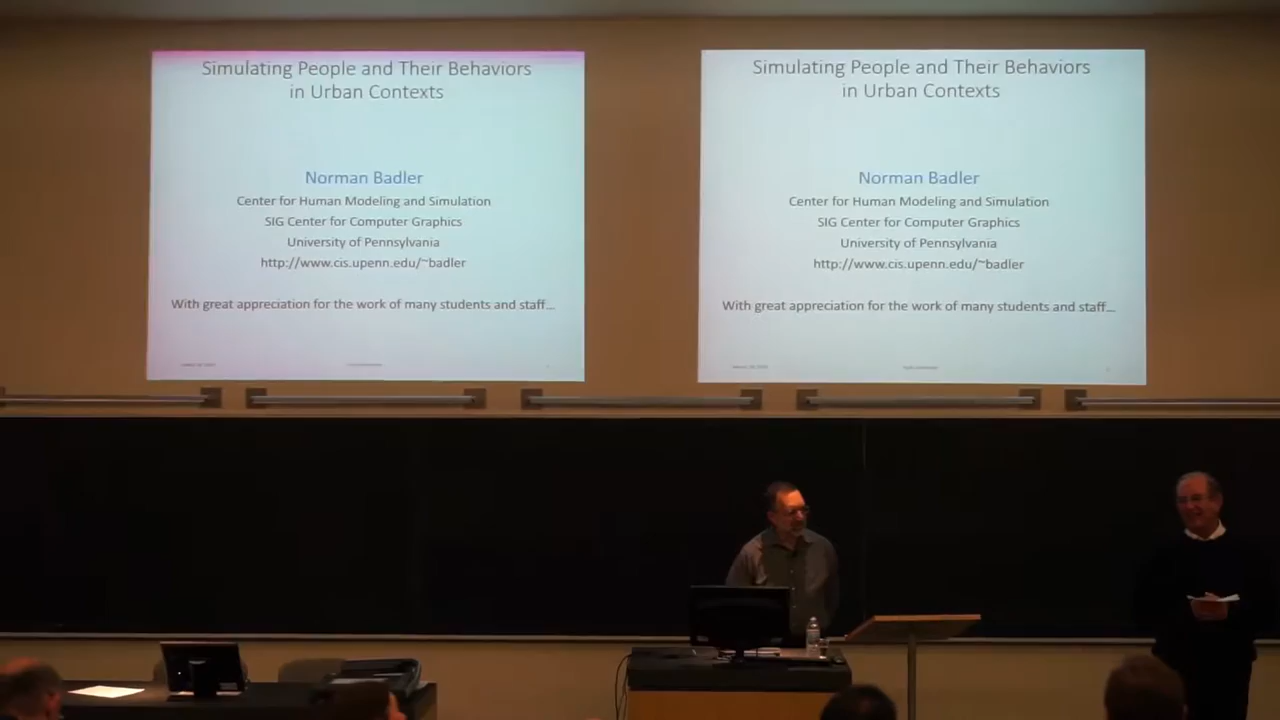 Simulating People and Their Behaviors
in Urban Contexts
Norman Badler
Center for Human Modeling and Simulation
SIG Center for Computer Graphics
University of Pennsylvania
http://www.cis.upenn.edu/~badler
With great appreciation for the work of many students and staff...
Simulating People and Their Behaviors
in Urban Contexts
Norman Badler
Center for Human Modeling and Simulation
SIG Center for Computer Graphics
University of Pennsylvania
http://www.cis.upenn.edu/~badler
With great appreciation for the work of many students and staff...